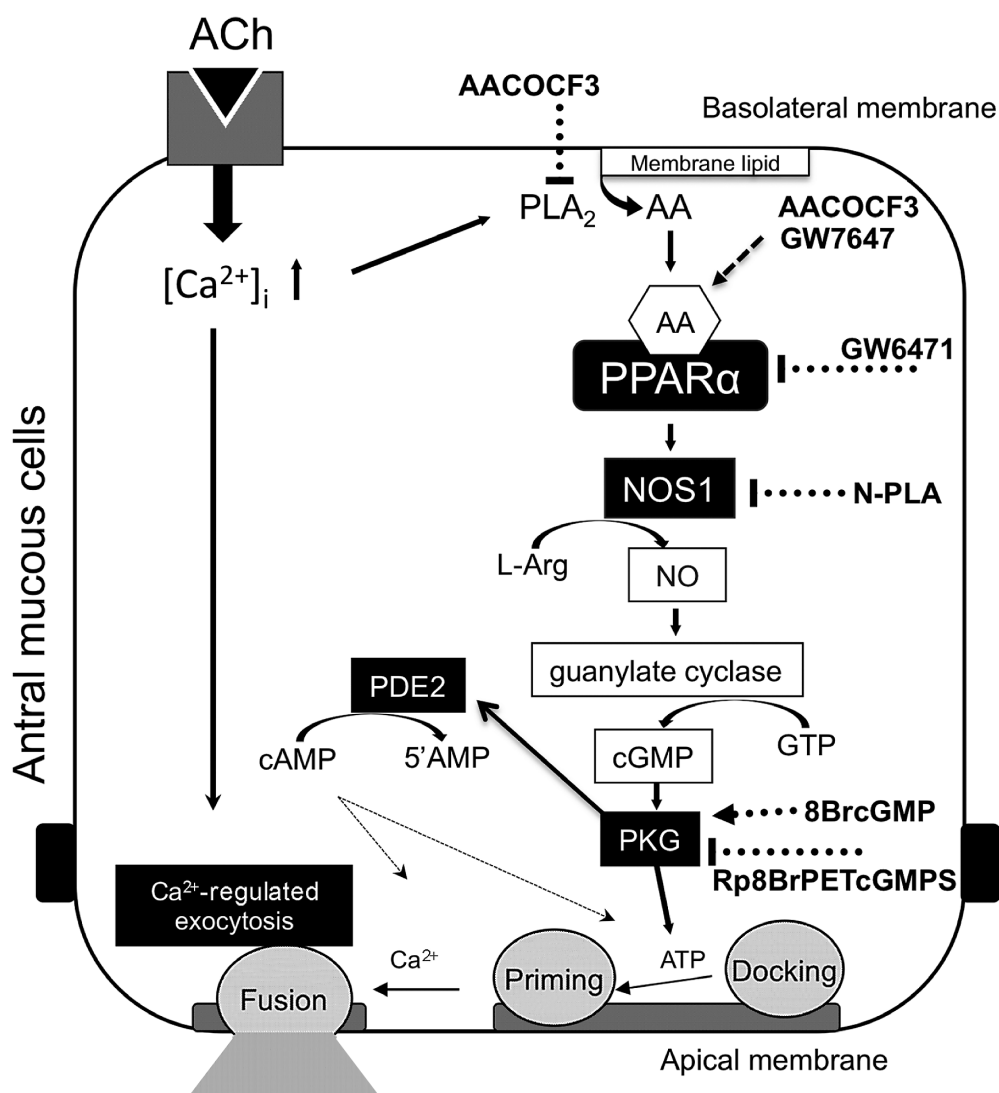 ACh
AACOCF3
Basolateral membrane
Membrane lipid
PLA₂
AA
AACOCF3
GW7647
[Ca²⁺]ᵢ
AA
PPARα
GW6471
NOS1
N-PLA
L-Arg
NO
guanylate cyclase
PDE2
cAMP
5’AMP
cGMP
GTP
PKG
8BrcGMP
Rp8BrPETcGMPS
Ca²⁺-regulated
exocytosis
Ca²⁺
ATP
Fusion
Priming
Docking
Apical membrane
Antral mucous cells